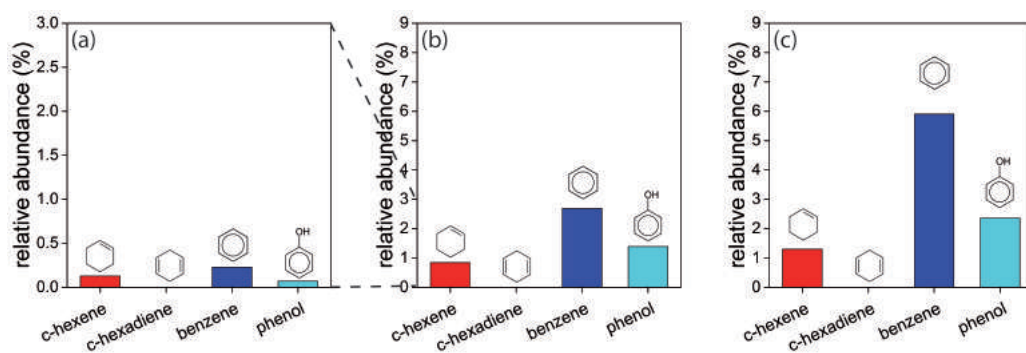 (a)
relative abundance (%)
3.0
2.5
2.0
1.5
1.0
0.5
0.0
OH
c-hexene
c-hexadiene
benzene
phenol
(b)
relative abundance (%)
9
8
7
6
5
4
3
2
1
0
OH
c-hexene
c-hexadiene
benzene
phenol
(c)
relative abundance (%)
9
8
7
6
5
4
3
2
1
0
OH
c-hexene
c-hexadiene
benzene
phenol